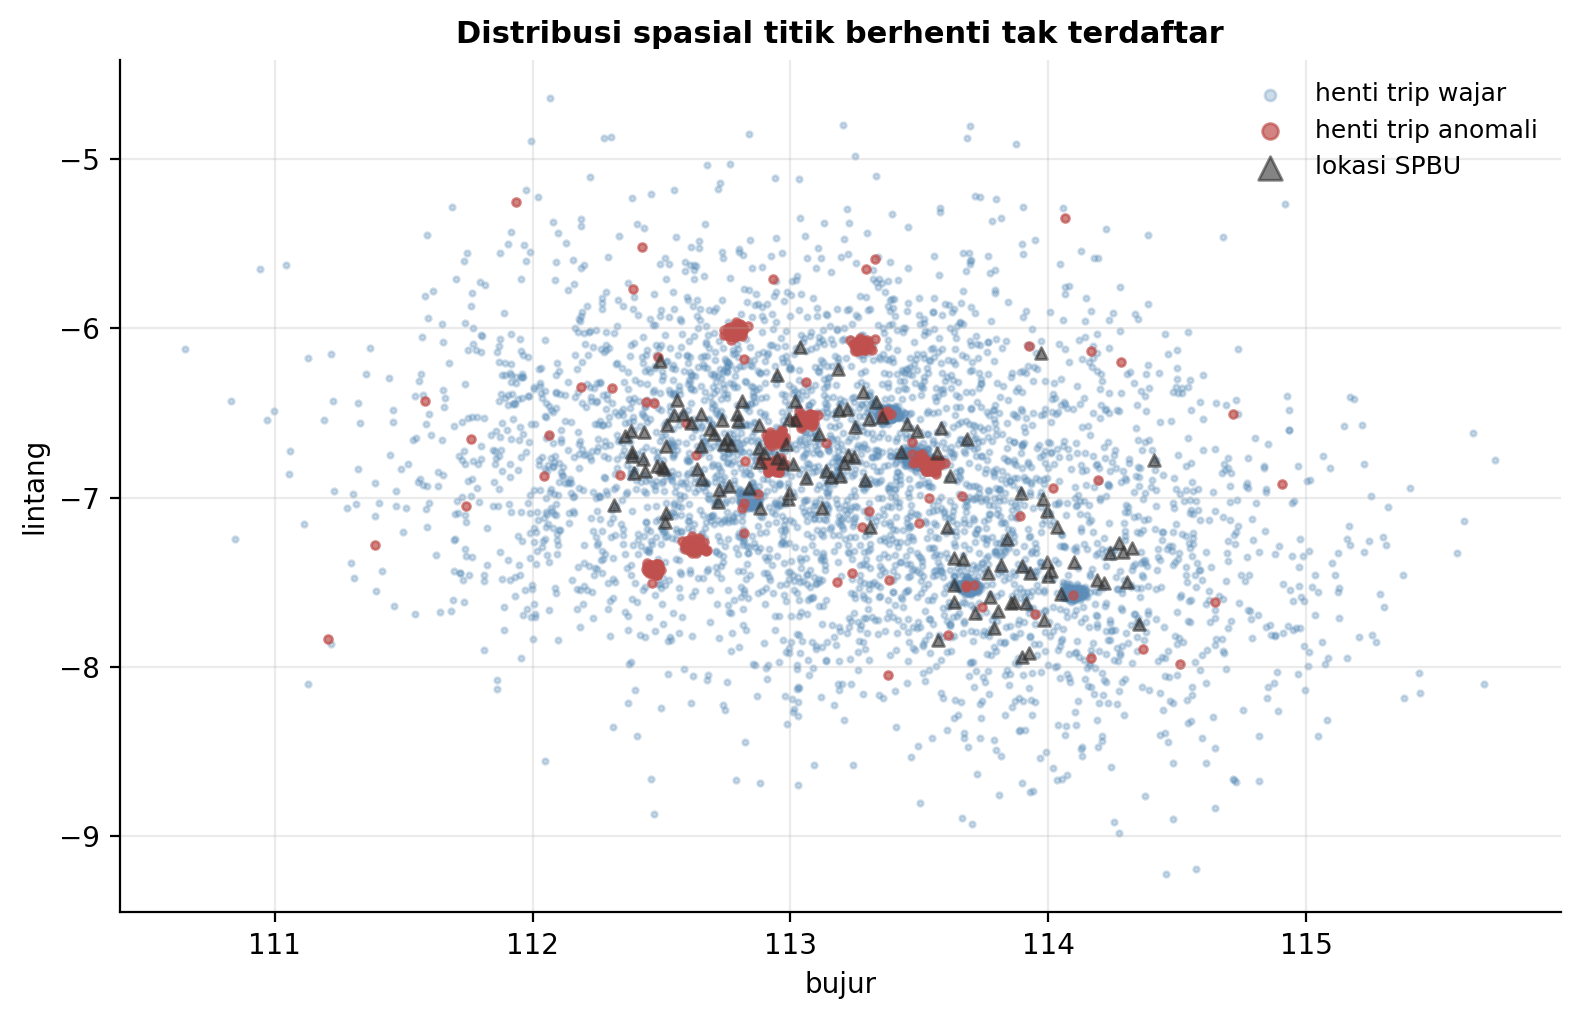 Distribusi spasial titik berhenti tak terdaftar
henti trip wajar
henti trip anomali
lokasi SPBU
lintang
−5
−6
−7
−8
−9
111
112
113
114
115
bujur